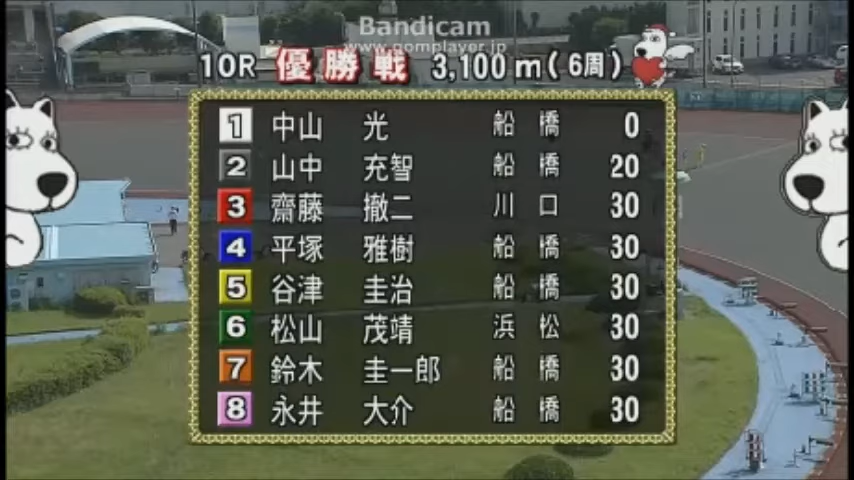 Bandicam
www.gomplayer.jp
10R 優勝戦 3,100m(6周)
1 中山 光 船橋 0
2 山中 充智 船橋 20
3 齋藤 撤二 川口 30
4 平塚 雅樹 船橋 30
5 谷津 圭治 船橋 30
6 松山 茂靖 浜松 30
7 鈴木 圭一郎 船橋 30
8 永井 大介 船橋 30